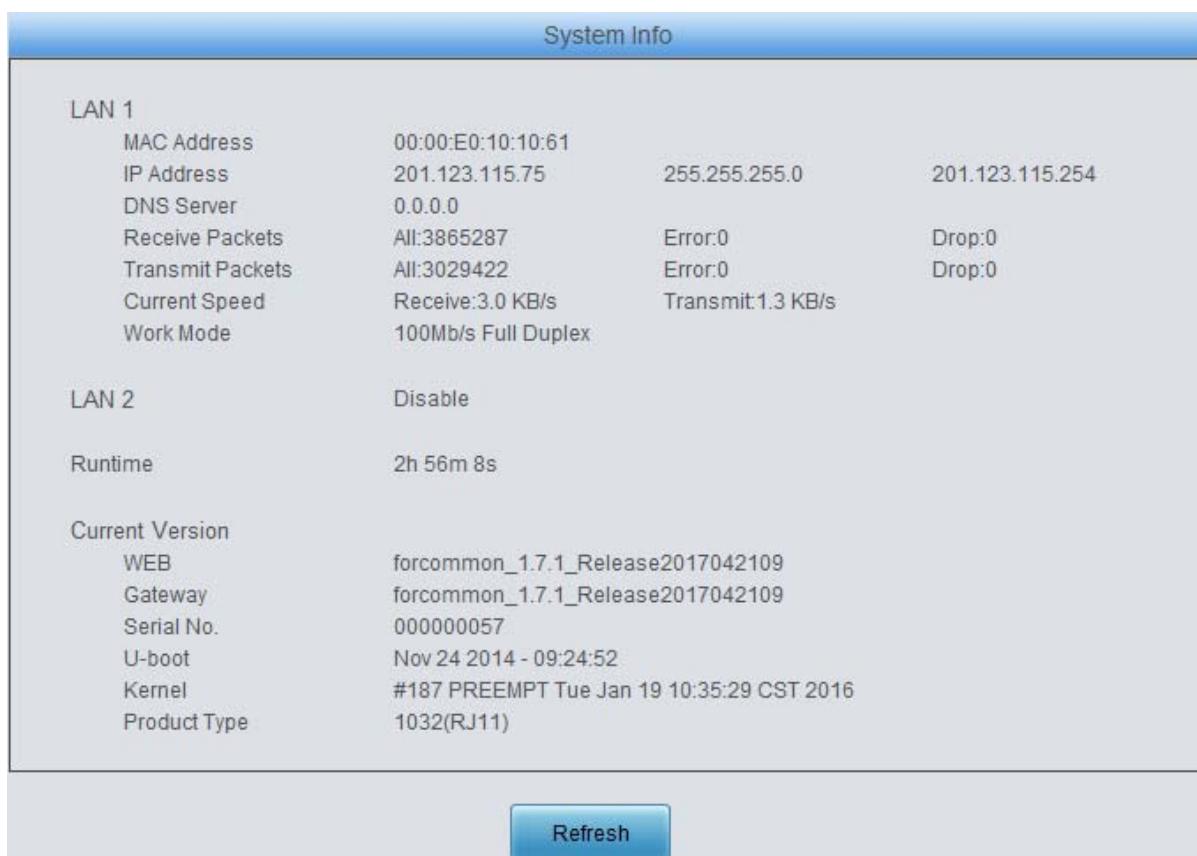 System Info
LAN 1
MAC Address 00:00:E0:10:10:61
IP Address 201.123.115.75 255.255.255.0 201.123.115.254
DNS Server 0.0.0.0
Receive Packets All:3865287 Error:0 Drop:0
Transmit Packets All:3029422 Error:0 Drop:0
Current Speed Receive:3.0 KB/s Transmit:1.3 KB/s
Work Mode 100Mb/s Full Duplex
LAN 2 Disable
Runtime 2h 56m 8s
Current Version
WEB forcommon_1.7.1_Release2017042109
Gateway forcommon_1.7.1_Release2017042109
Serial No. 000000057
U-boot Nov 24 2014 - 09:24:52
Kernel #187 PREEMPT Tue Jan 19 10:35:29 CST 2016
Product Type 1032(RJ11)
Refresh